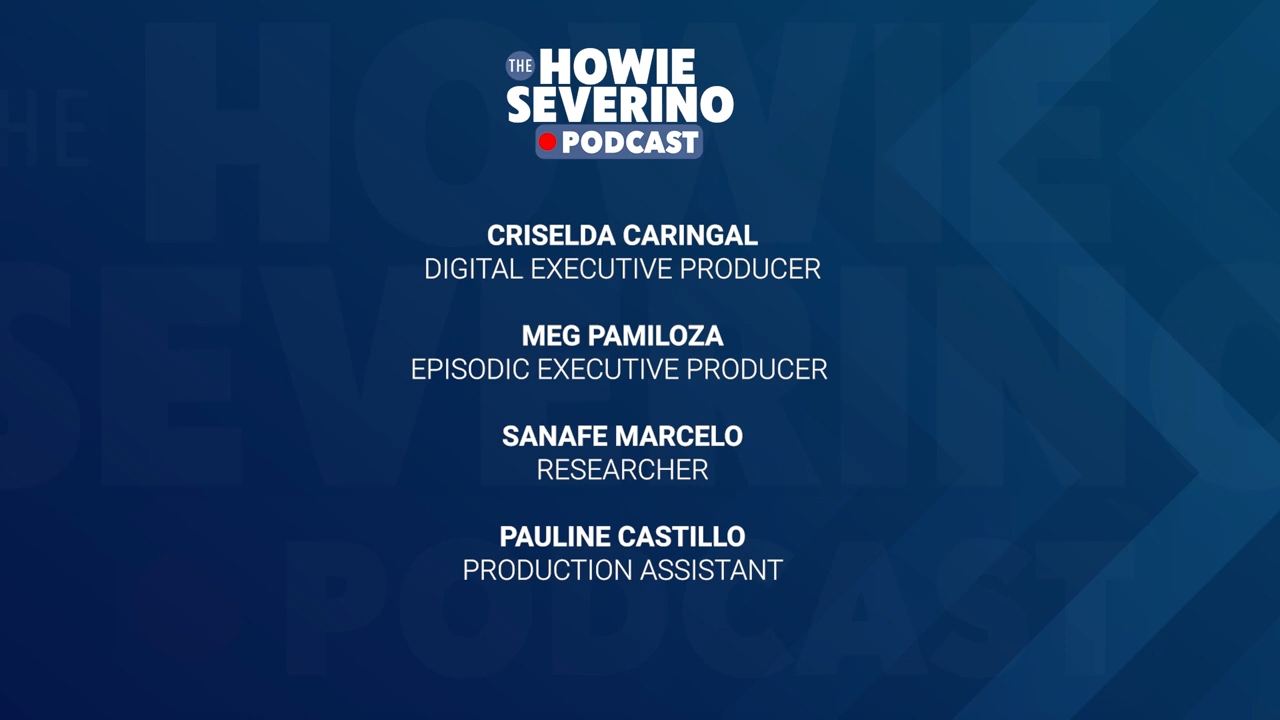 THE HOWIE
SEVERINO
PODCAST
CRISELDA CARINGAL
DIGITAL EXECUTIVE PRODUCER
MEG PAMILOZA
EPISODIC EXECUTIVE PRODUCER
SANAFE MARCELO
RESEARCHER
PAULINE CASTILLO
PRODUCTION ASSISTANT